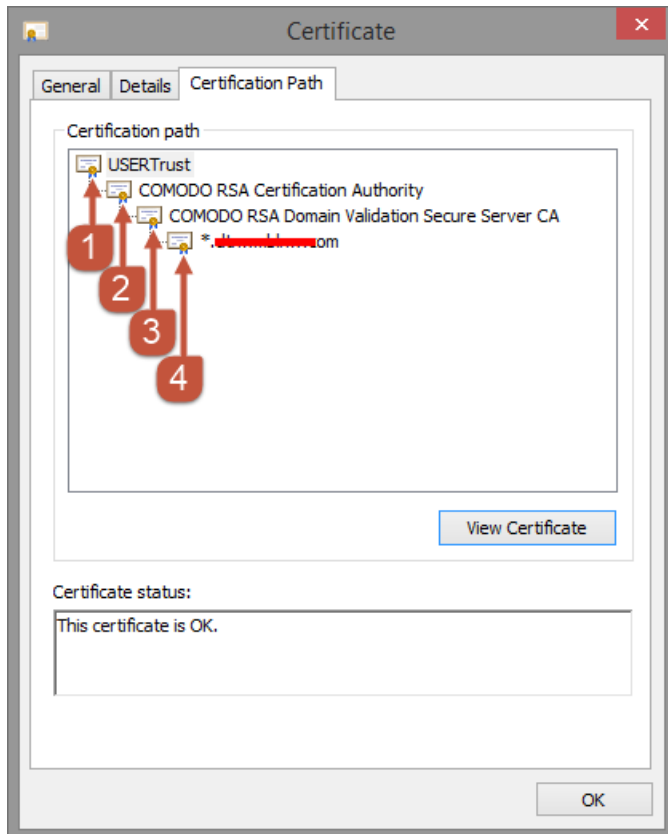 Certificate
General Details Certification Path
Certification path
USERTrust
COMODO RSA Certification Authority
COMODO RSA Domain Validation Secure Server CA
*. om
1
2
3
4
View Certificate
Certificate status:
This certificate is OK.
OK